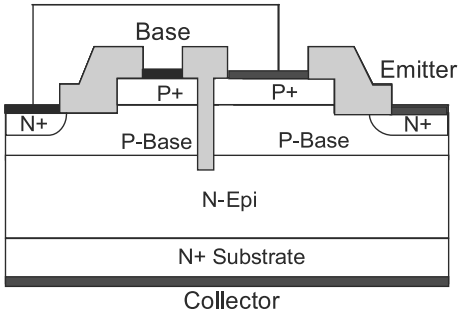 Base
Emitter
P+
P+
N+
N+
P-Base
P-Base
N-Epi
N+ Substrate
Collector